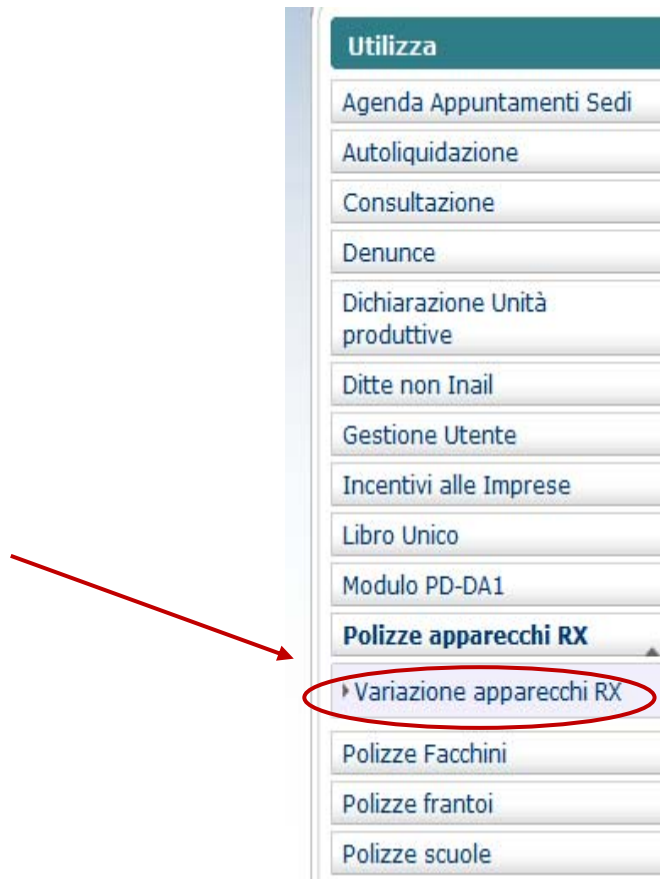 Utilizza
Agenda Appuntamenti Sedi
Autoliquidazione
Consultazione
Denunce
Dichiarazione Unità
produttive
Ditte non Inail
Gestione Utente
Incentivi alle Imprese
Libro Unico
Modulo PD-DA1
Polizze apparecchi RX
Variazione apparecchi RX
Polizze Facchini
Polizze frantoi
Polizze scuole